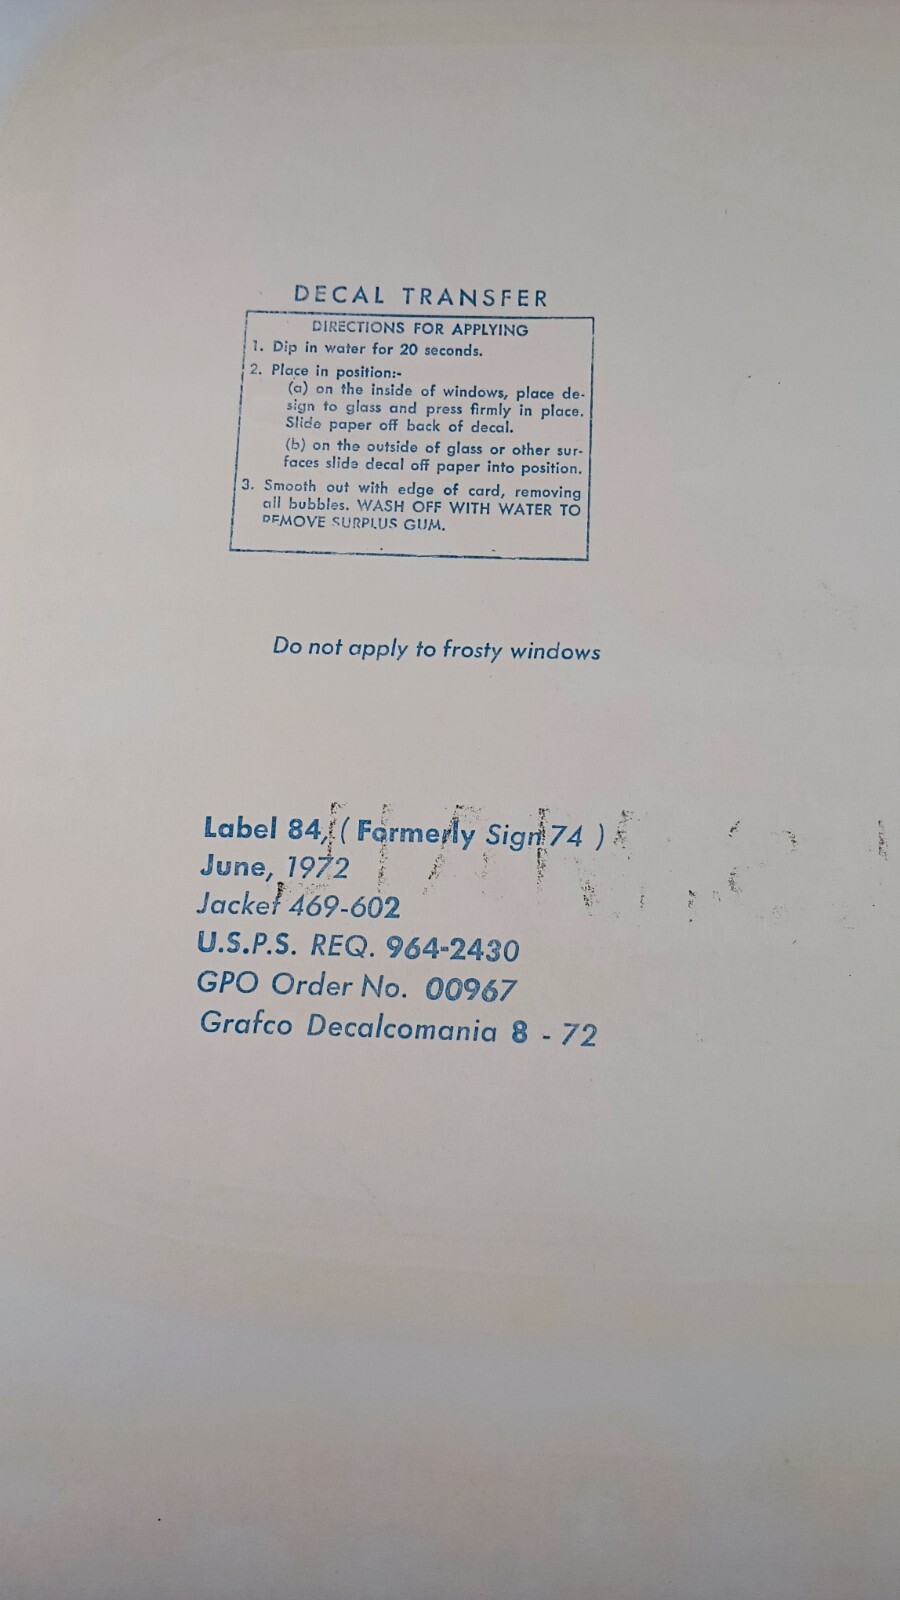 DECAL TRANSFER
DIRECTIONS FOR APPLYING
1. Dip in water for 20 seconds.
2. Place in position:-
(a) on the inside of windows, place de-
sign to glass and press firmly in place.
Slide paper off back of decal.
(b) on the outside of glass or other sur-
faces slide decal off paper into position.
3. Smooth out with edge of card, removing
all bubbles. WASH OFF WITH WATER TO
REMOVE SURPLUS GUM.
Do not apply to frosty windows
Label 84, ( Formerly Sign 74 )
June, 1972
Jacket 469-602
U.S.P.S. REQ. 964-2430
GPO Order No. 00967
Grafco Decalcomania 8 - 72